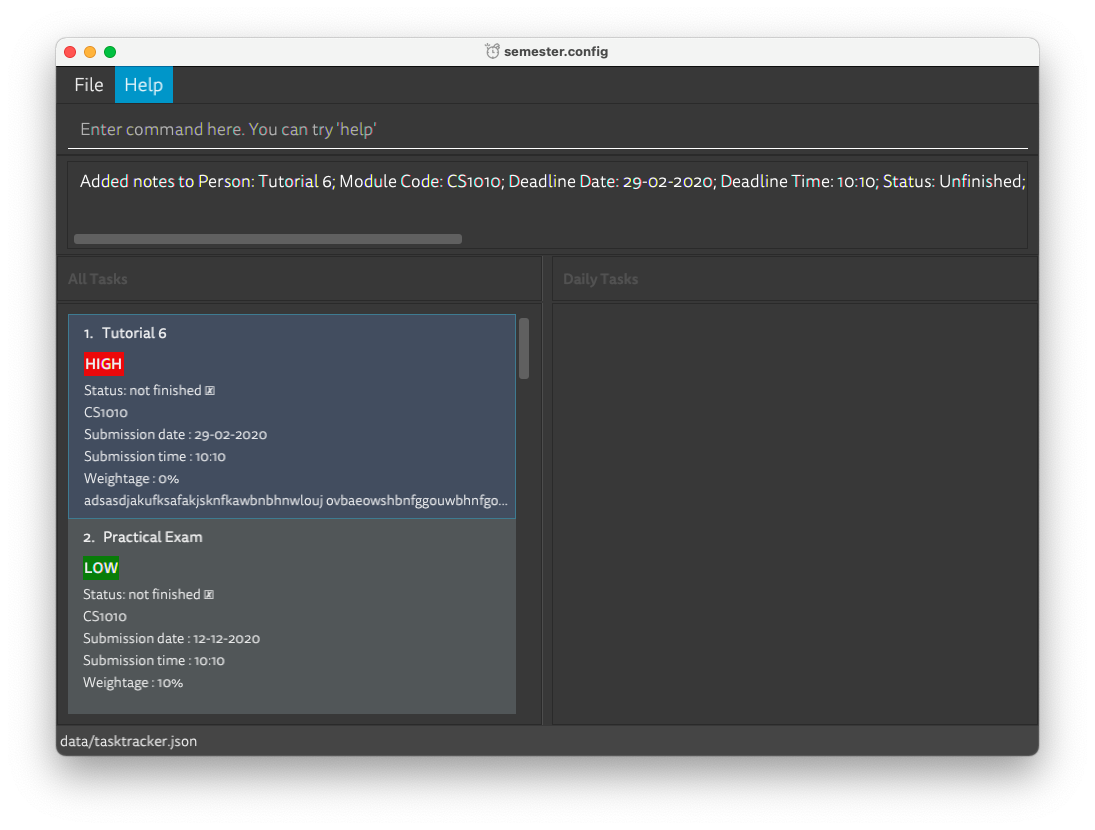 semester.config
File Help
Enter command here. You can try 'help'
Added notes to Person: Tutorial 6; Module Code: CS1010; Deadline Date: 29-02-2020; Deadline Time: 10:10; Status: Unfinished;
All Tasks
Daily Tasks
1. Tutorial 6
HIGH
Status: not finished
CS1010
Submission date : 29-02-2020
Submission time : 10:10
Weightage : 0%
adsasdjakufksafakjsknfkawbnbhnwlouj ovbaeowshbnfggouwbhnfgo...
2. Practical Exam
LOW
Status: not finished
CS1010
Submission date : 12-12-2020
Submission time : 10:10
Weightage : 10%
data/tasktracker.json